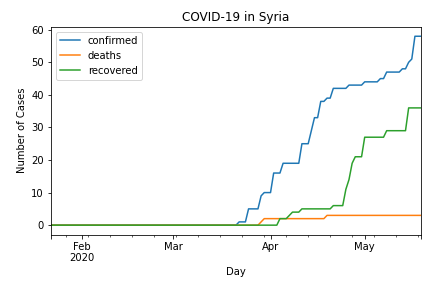 COVID-19 in Syria
confirmed
deaths
recovered
Number of Cases
60
50
40
30
20
10
0
Feb
2020
Mar
Apr
May
Day